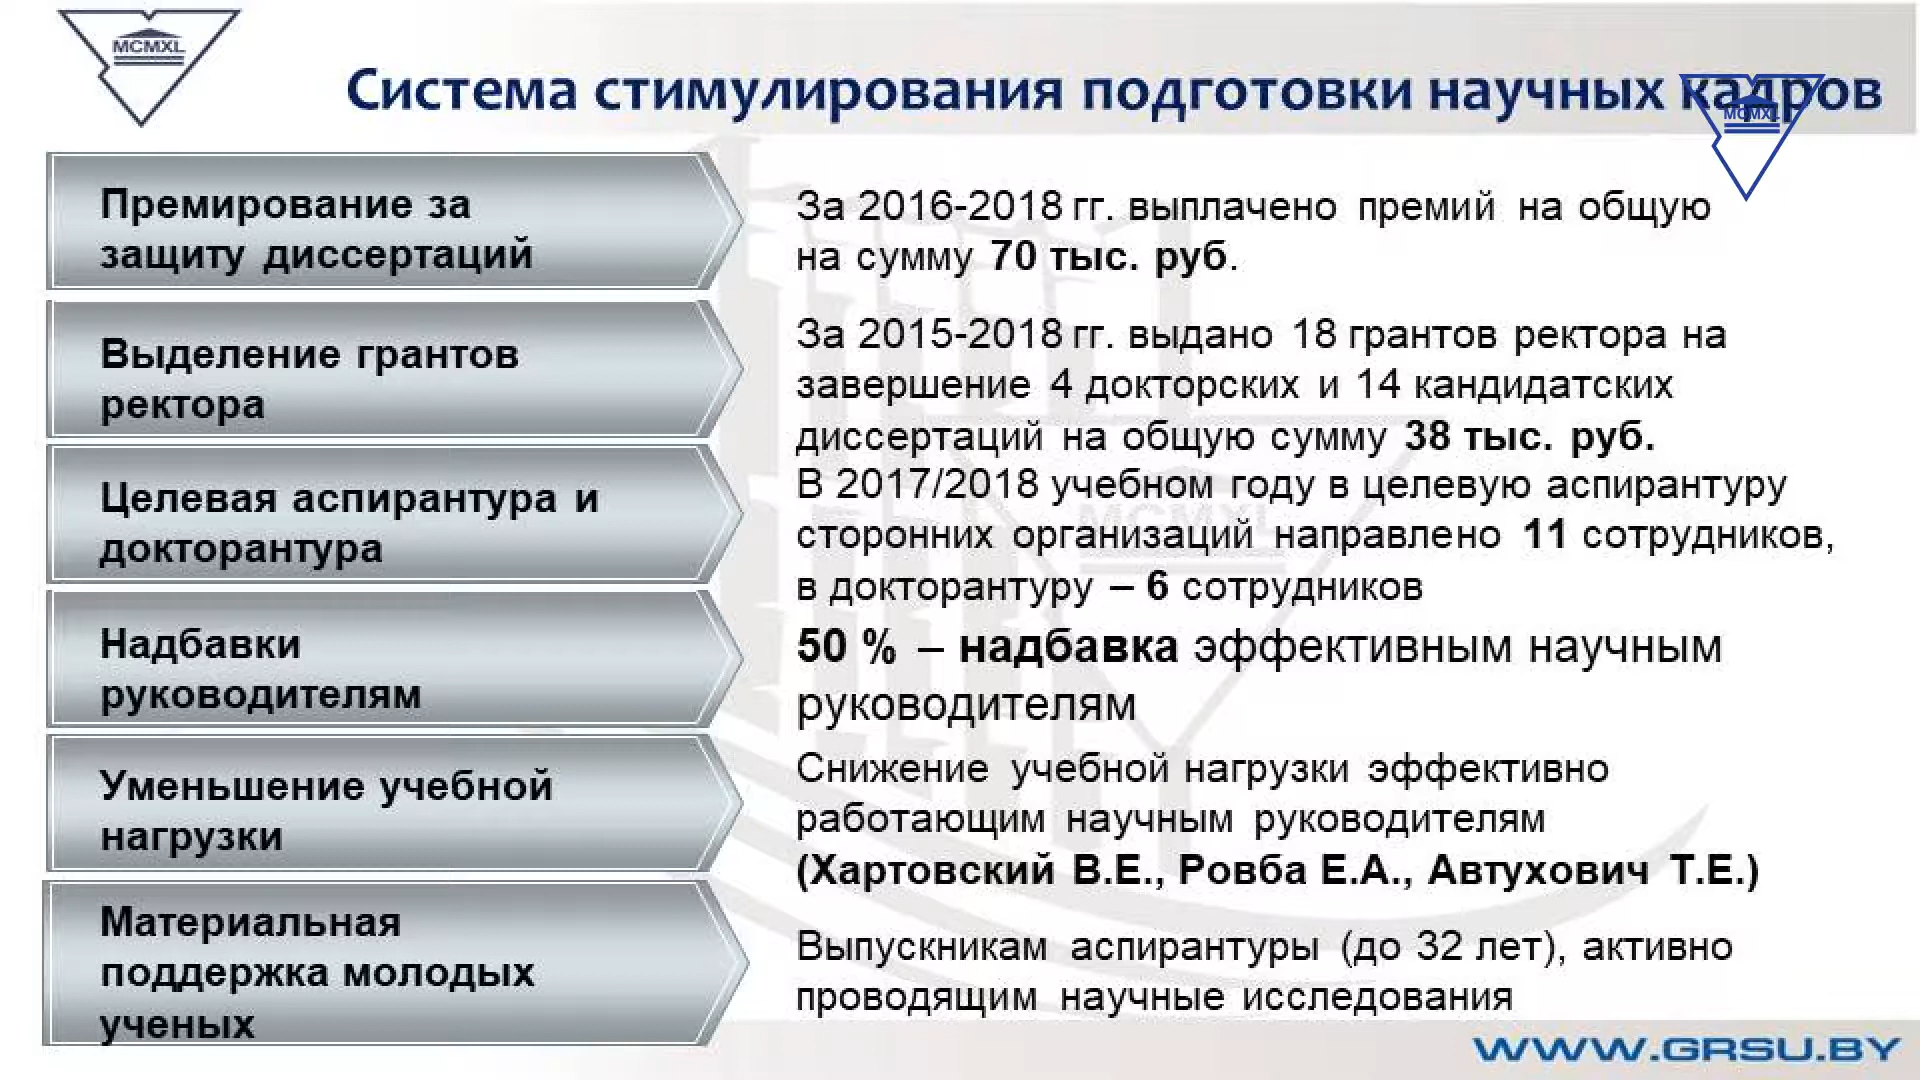 MCMXL
Система стимулирования подготовки научных кадров
MCMXL
Премирование за
защиту диссертаций
За 2016-2018 гг. выплачено премий на общую
на сумму 70 тыс. руб.
Выделение грантов
ректора
За 2015-2018 гг. выдано 18 грантов ректора на
завершение 4 докторских и 14 кандидатских
диссертаций на общую сумму 38 тыс. руб.
Целевая аспирантура и
докторантура
В 2017/2018 учебном году в целевую аспирантуру
сторонних организаций направлено 11 сотрудников,
в докторантуру – 6 сотрудников
Надбавки
руководителям
50 % – надбавка эффективным научным
руководителям
Уменьшение учебной
нагрузки
Снижение учебной нагрузки эффективно
работающим научным руководителям
(Хартовский В.Е., Ровба Е.А., Автухович Т.Е.)
Материальная
поддержка молодых
ученых
Выпускникам аспирантуры (до 32 лет), активно
проводящим научные исследования
MCMXL
WWW.GRSU.BY